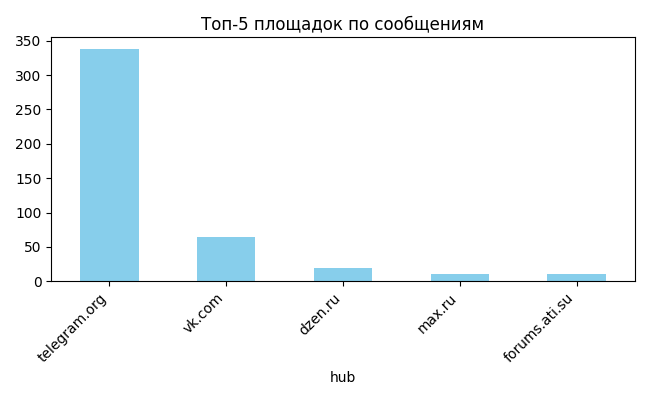 Топ-5 площадок по сообщениям
350
300
250
200
150
100
50
0
telegram.org
vk.com
dzen.ru
max.ru
forums.ati.su
hub